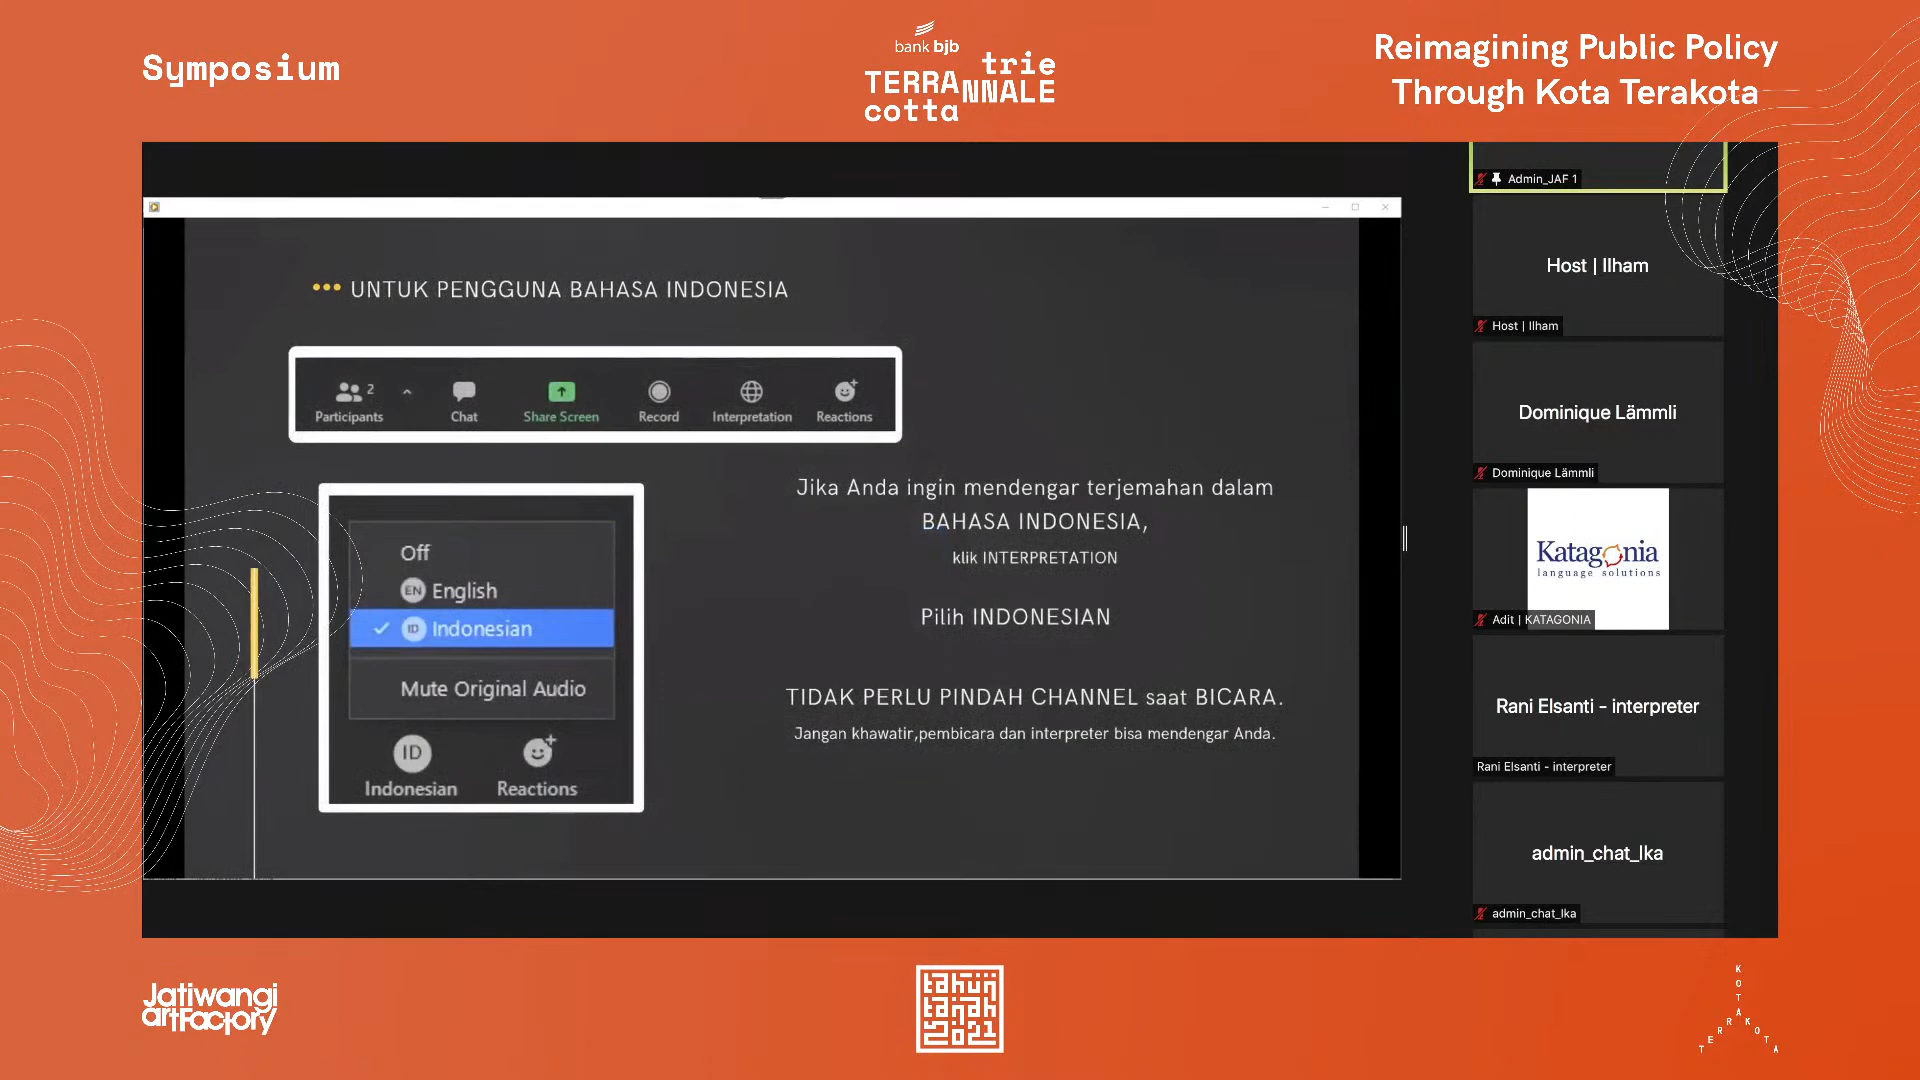 Symposium
bank bjb
TERRA
cotta
trie
NNALE
Reimagining Public Policy
Through Kota Terakota
••• UNTUK PENGGUNA BAHASA INDONESIA
2
Participants
Chat
Share Screen
Record
Interpretation
Reactions
Off
EN English
ID Indonesian
Mute Original Audio
ID
Indonesian
Reactions
Jika Anda ingin mendengar terjemahan dalam
BAHASA INDONESIA,
klik INTERPRETATION
Pilih INDONESIAN
TIDAK PERLU PINDAH CHANNEL saat BICARA.
Jangan khawatir,pembicara dan interpreter bisa mendengar Anda.
Admin_JAF 1
Host | Ilham
Host | Ilham
Dominique Lämmli
Dominique Lämmli
Katagonia
language solutions
Adit | KATAGONIA
Rani Elsanti - interpreter
Rani Elsanti - interpreter
admin_chat_Ika
admin_chat_Ika
Jatiwangi
artFactory
tahun
tanah
2021
KOTA
TERRAKOTA